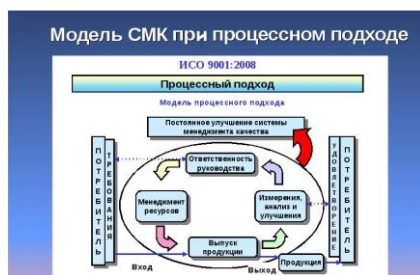 Модель СМК при процессном подходе
ИСО 9001:2008
Процессный подход
Модель процессного подхода
Постоянное улучшение системы
менеджмента качества
ПОТРЕБИТЕЛЬ
ТРЕБОВАНИЯ
Ответственность
руководства
Менеджмент
ресурсов
Измерения,
анализ и
улучшения
Выпуск
продукции
УДОВЛЕТВОРЕНИЕ
ПОТРЕБИТЕЛЬ
Вход
Выход
Продукция